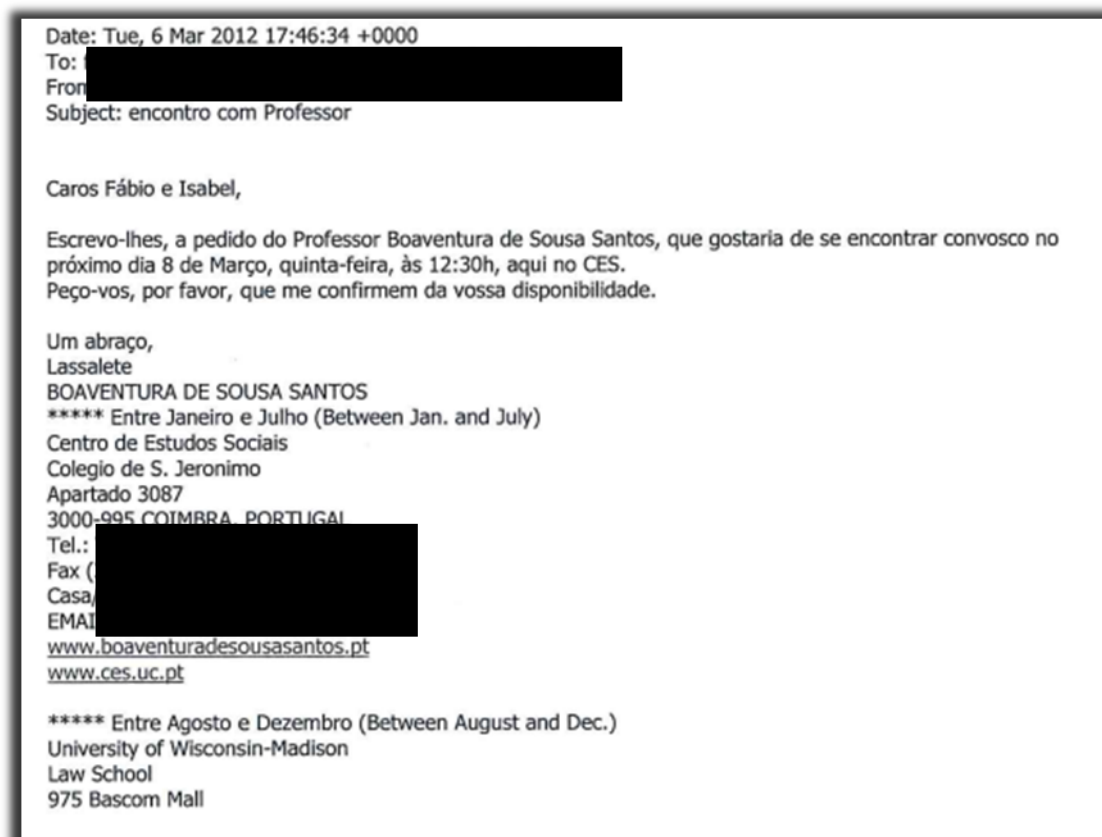 Date: Tue, 6 Mar 2012 17:46:34 +0000
To:
From
Subject: encontro com Professor
Caros Fábio e Isabel,
Escrevo-lhes, a pedido do Professor Boaventura de Sousa Santos, que gostaria de se encontrar convosco no
próximo dia 8 de Março, quinta-feira, às 12:30h, aqui no CES.
Peço-vos, por favor, que me confirmem da vossa disponibilidade.
Um abraço,
Lassalete
BOAVENTURA DE SOUSA SANTOS
***** Entre Janeiro e Julho (Between Jan. and July)
Centro de Estudos Sociais
Colegio de S. Jeronimo
Apartado 3087
3000-995 COIMBRA, PORTUGAL
Tel.:
Fax (
Casa/
EMAI
www.boaventuradesousasantos.pt
www.ces.uc.pt
***** Entre Agosto e Dezembro (Between August and Dec.)
University of Wisconsin-Madison
Law School
975 Bascom Mall